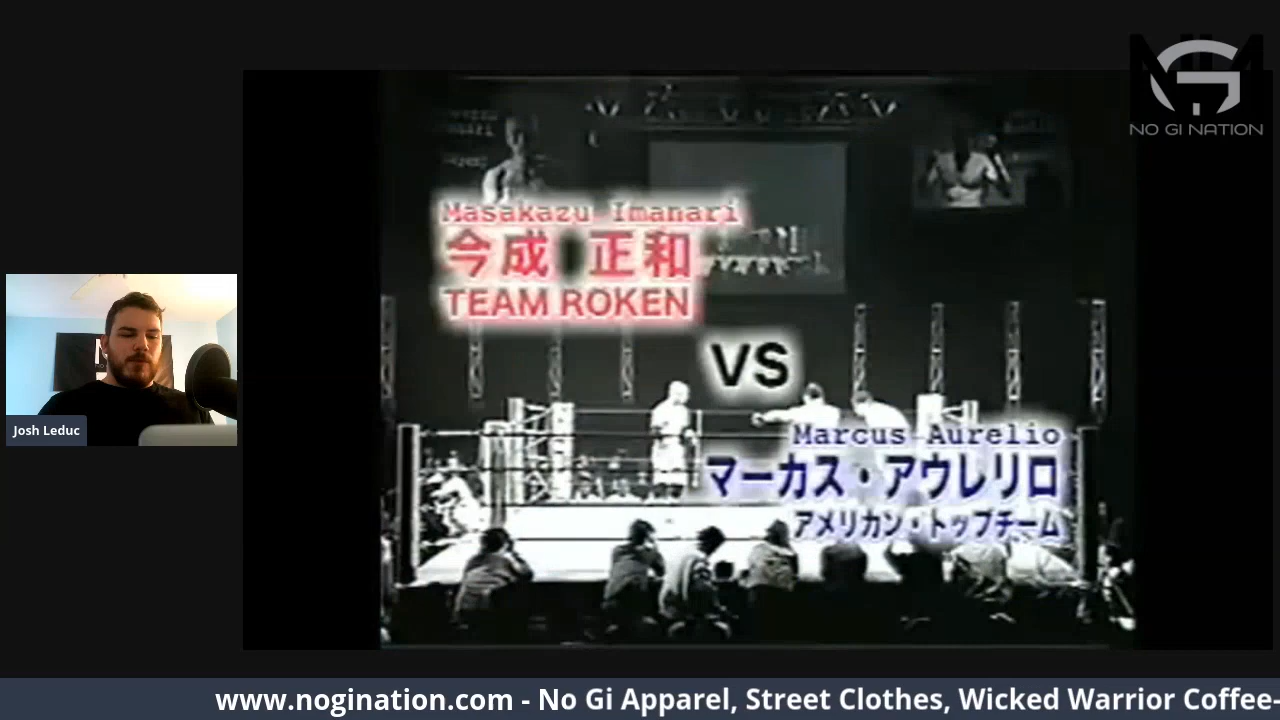 NO GI NATION
Masakazu Imanari
今成 正和
TEAM ROKEN
VS
Marcus Aurelio
マーカス・アウレリロ
アメリカン・トップチーム
Josh Leduc
www.nogination.com - No Gi Apparel, Street Clothes, Wicked Warrior Coffee-